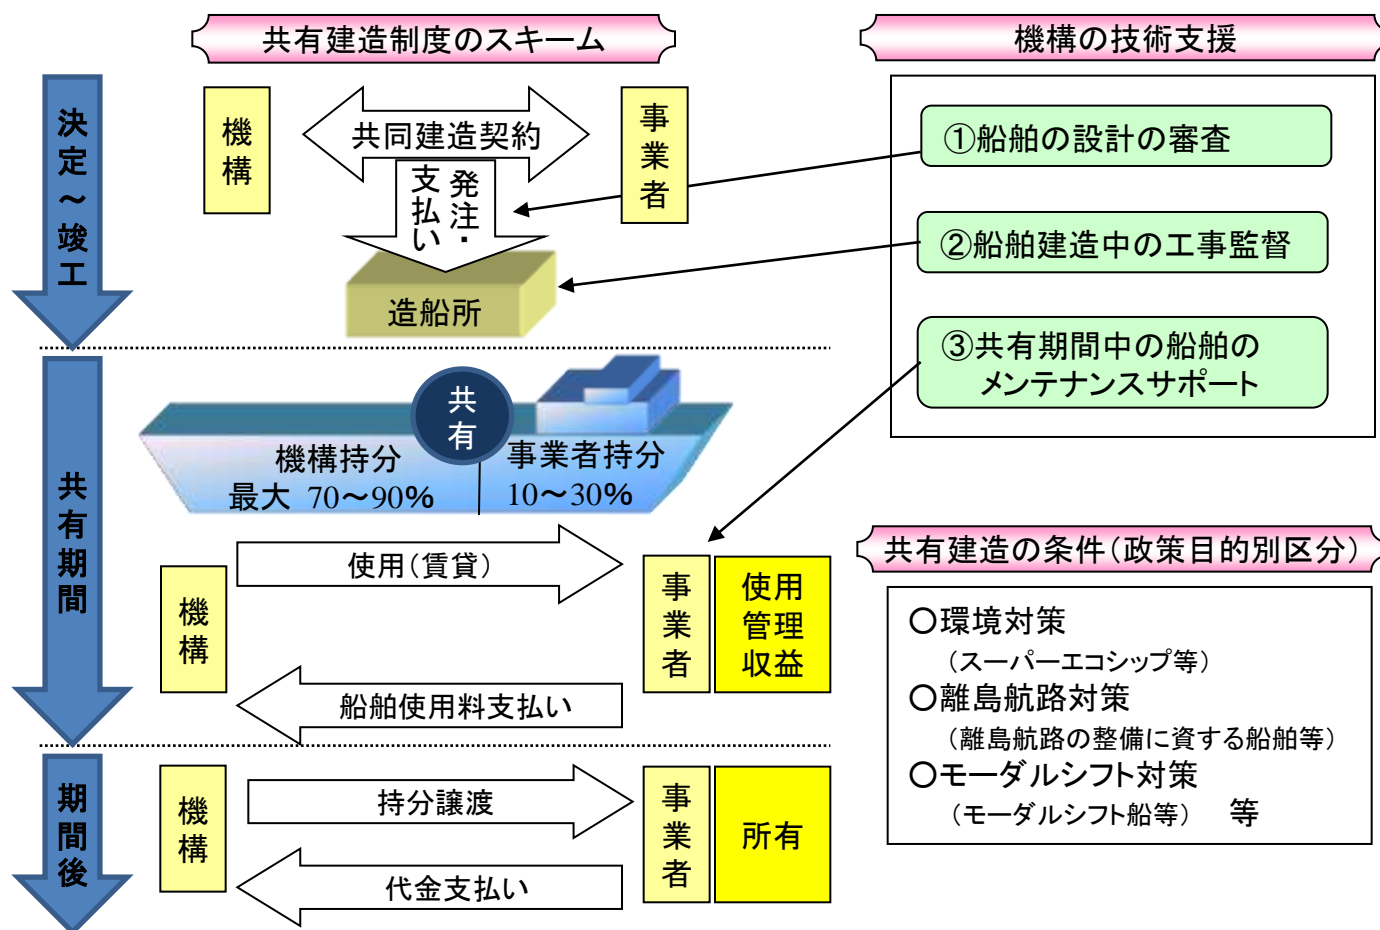 共有建造制度のスキーム
機構の技術支援
決定～竣工
機構
共同建造契約
事業者
発注・
支払い
造船所
①船舶の設計の審査
②船舶建造中の工事監督
③共有期間中の船舶の
メンテナンスサポート
共有期間
共有
機構持分
最大 70～90%
事業者持分
10～30%
使用（賃貸）
機構
事業者
使用
管理
収益
船舶使用料支払い
共有建造の条件（政策目的別区分）
○環境対策
（スーパーエコシップ等）
○離島航路対策
（離島航路の整備に資する船舶等）
○モーダルシフト対策
（モーダルシフト船等） 等
期間後
機構
持分譲渡
事業者
所有
代金支払い